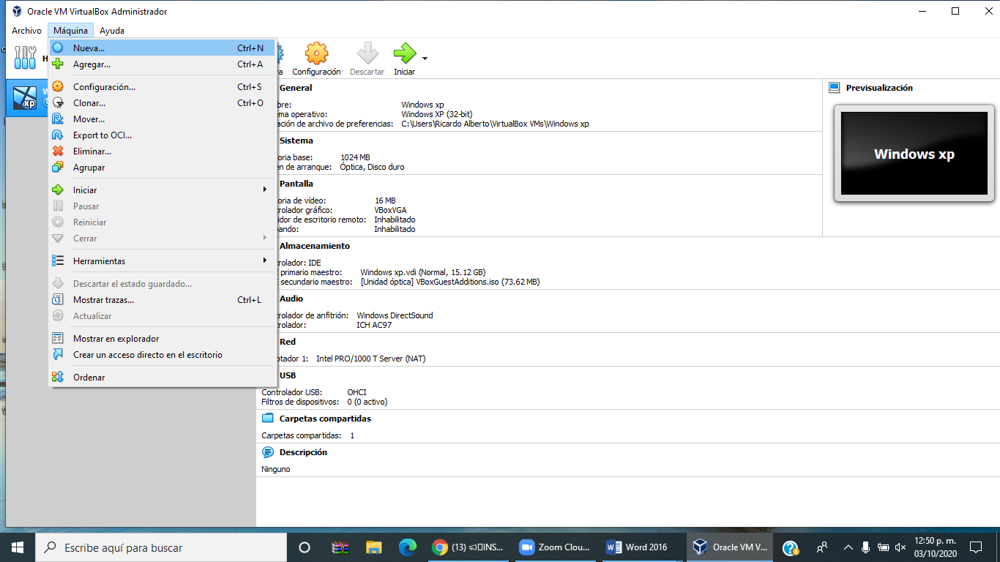 Oracle VM VirtualBox Administrador
Archivo Máquina Ayuda
Nueva... Ctrl+N
Agregar... Ctrl+A
Configuración... Ctrl+S
Clonar... Ctrl+O
Mover...
Export to OCI...
Eliminar...
Agrupar
Iniciar
Pausar
Reiniciar
Cerrar
Herramientas
Descartar el estado guardado...
Mostrar trazas... Ctrl+L
Actualizar
Mostrar en explorador
Crear un acceso directo en el escritorio
Ordenar
H
W
xp
va Configuración Descartar Iniciar
General
bre: Windows xp
ema operativo: Windows XP (32-bit)
ación de archivo de preferencias: C:\Users\Ricardo Alberto\VirtualBox VMs\Windows xp
Sistema
oria base: 1024 MB
en de arranque: Óptica, Disco duro
Pantalla
oria de vídeo: 16 MB
trolador gráfico: VBoxVGA
idor de escritorio remoto: Inhabilitado
bando: Inhabilitado
Almacenamiento
trolador: IDE
E primario maestro: Windows xp.vdi (Normal, 15.12 GB)
E secundario maestro: [Unidad óptica] VBoxGuestAdditions.iso (73.62 MB)
Audio
trolador de anfitrión: Windows DirectSound
trolador: ICH AC97
Red
ptador 1: Intel PRO/1000 T Server (NAT)
USB
Controlador USB: OHCI
Filtros de dispositivos: 0 (0 activo)
Carpetas compartidas
Carpetas compartidas: 1
Descripción
Ninguno
Previsualización
Windows xp
Escribe aquí para buscar
(13) INS...
Zoom Clou...
Word 2016
Oracle VM V...
12:50 p. m.
03/10/2020